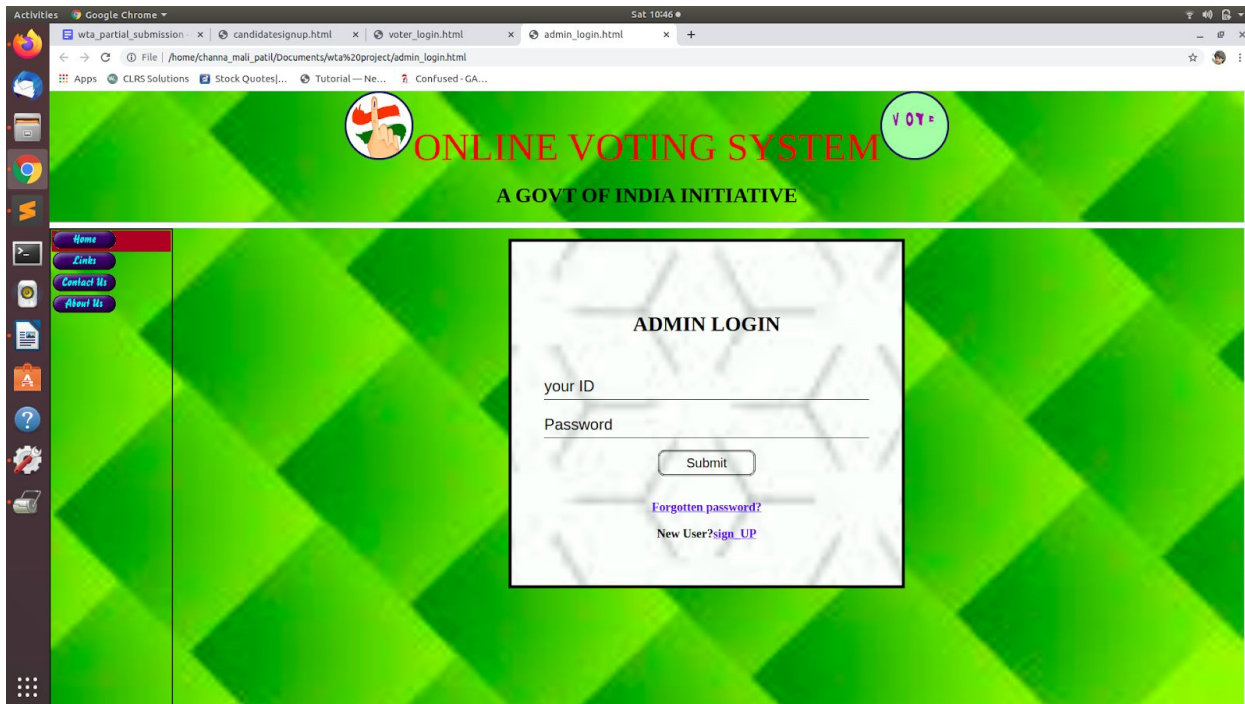 Activities Google Chrome Sat 10:46
wta_partial_submission - candidatesignup.html voter_login.html admin_login.html
File | /home/channa_mali_patil/Documents/wta%20project/admin_login.html
Apps CLRS Solutions Stock Quotes|... Tutorial — Ne... Confused - GA...
VOTE
ONLINE VOTING SYSTEM
A GOVT OF INDIA INITIATIVE
Home
Links
Contact Us
About Us
ADMIN LOGIN
your ID
Password
Submit
Forgotten password?
New User?sign_UP